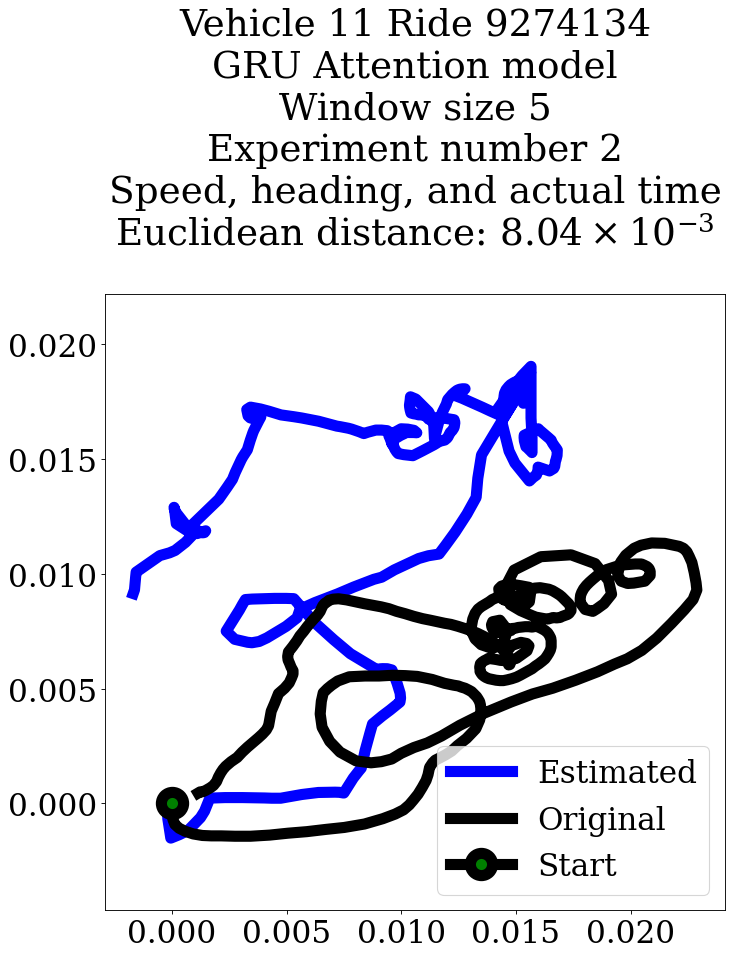 Vehicle 11 Ride 9274134
GRU Attention model
Window size 5
Experiment number 2
Speed, heading, and actual time
Euclidean distance: 8.04 × 10⁻³
0.020
0.015
0.010
0.005
0.000
Estimated
Original
Start
0.000 0.005 0.010 0.015 0.020